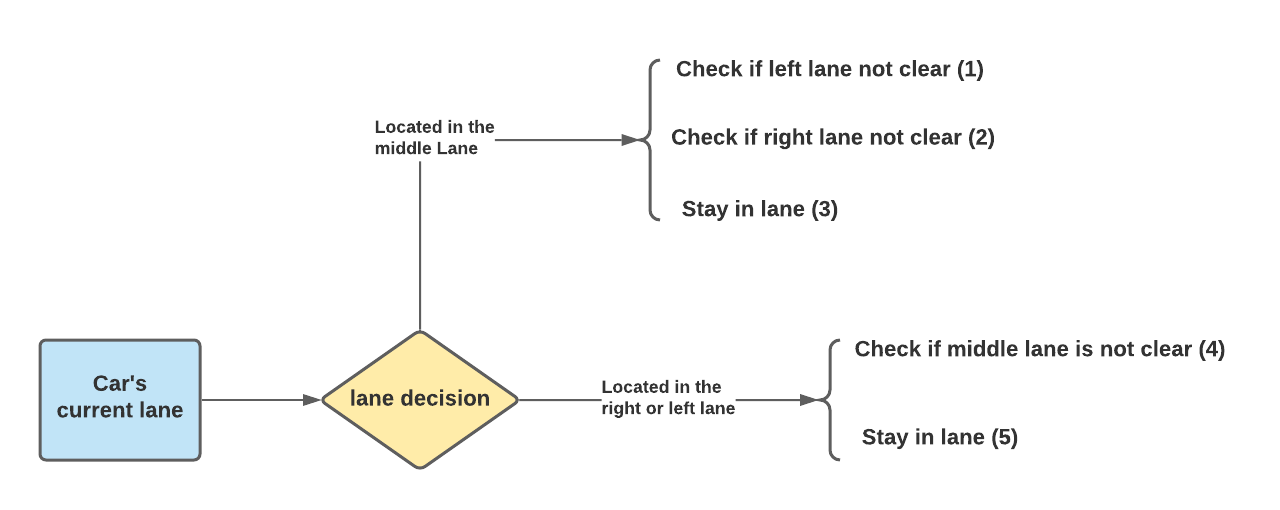 Check if left lane not clear (1)
Located in the
middle Lane
Check if right lane not clear (2)
Stay in lane (3)
Car's
current lane
lane decision
Located in the
right or left lane
Check if middle lane is not clear (4)
Stay in lane (5)